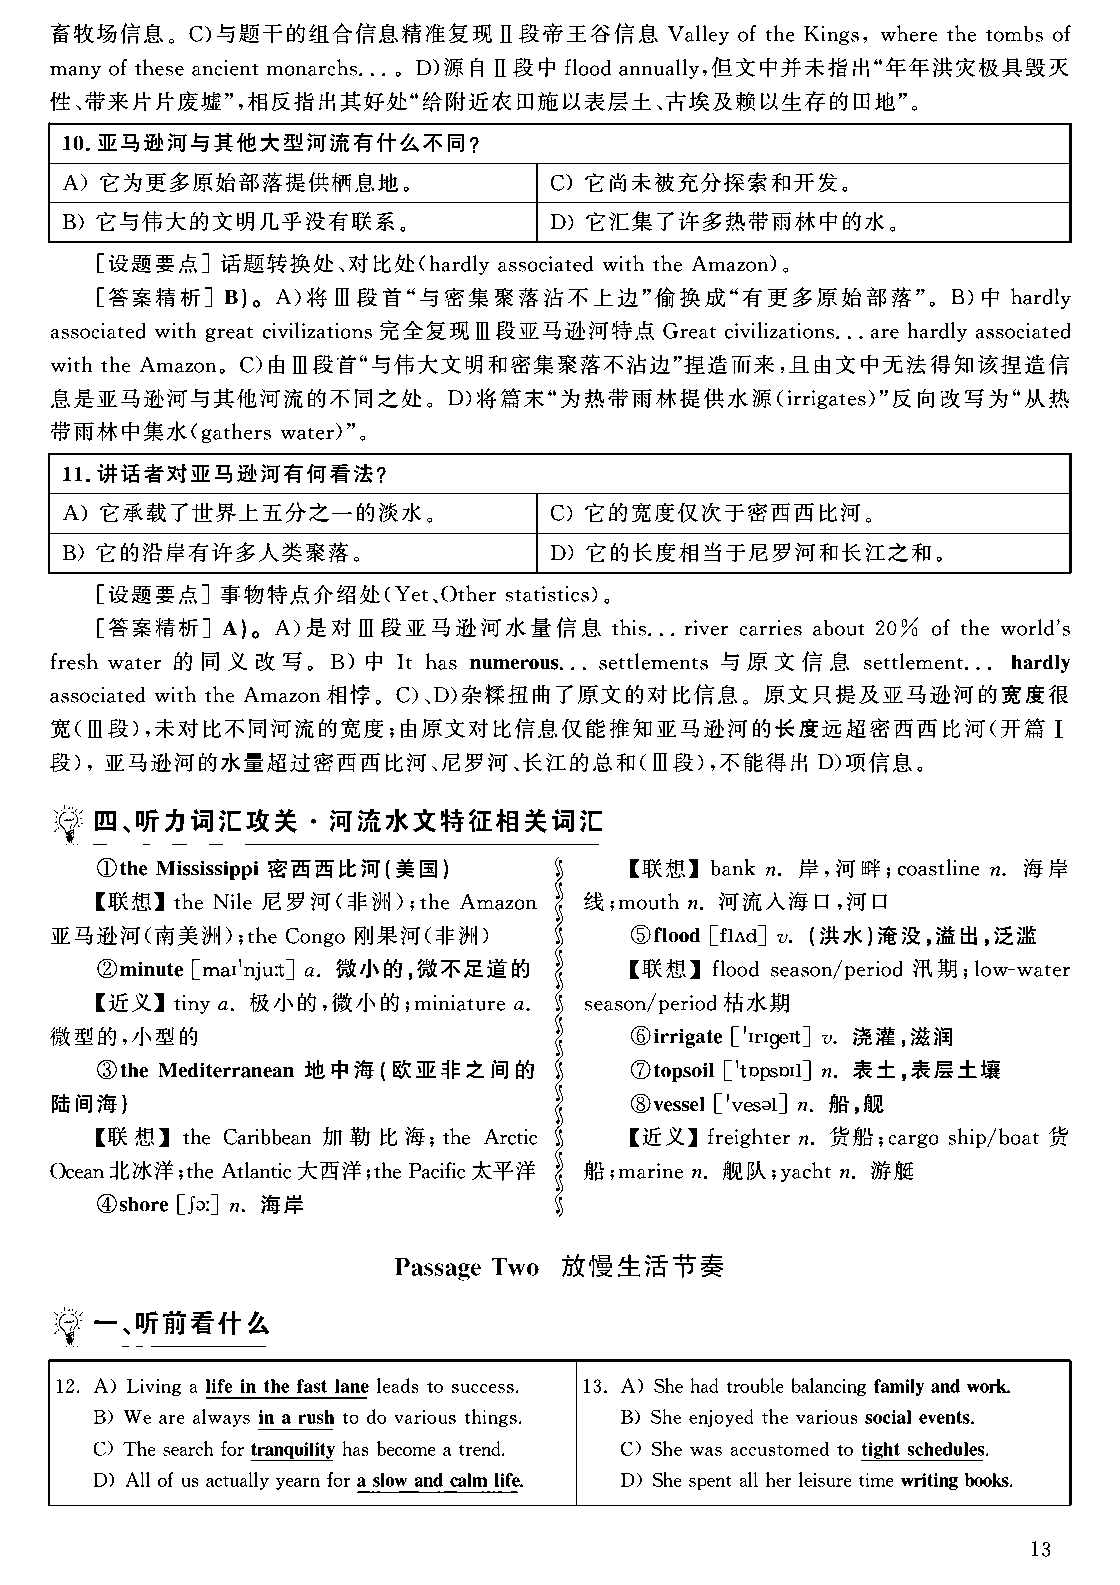 畜牧场信息。C)与题干的组合信息精准复现Ⅱ段帝王谷信息 Valley of the Kings, where the tombs of
many of these ancient monarchs...。D)源自Ⅱ段中 flood annually,但文中并未指出“年年洪灾极具毁灭
性、带来片片废墟”,相反指出其好处“给附近农田施以表层土、古埃及赖以生存的田地”。
10. 亚马逊河与其他大型河流有什么不同?
A) 它为更多原始部落提供栖息地。
C) 它尚未被充分探索和开发。
B) 它与伟大的文明几乎没有联系。
D) 它汇集了许多热带雨林中的水。
[设题要点] 话题转换处、对比处(hardly associated with the Amazon)。
[答案精析] B)。A)将Ⅲ段首“与密集聚落沾不上边”偷换成“有更多原始部落”。B)中 hardly
associated with great civilizations 完全复现Ⅲ段亚马逊河特点 Great civilizations...are hardly associated
with the Amazon。C)由Ⅲ段首“与伟大文明和密集聚落不沾边”捏造而来,且由文中无法得知该捏造信
息是亚马逊河与其他河流的不同之处。D)将篇末“为热带雨林提供水源(irrigates)”反向改写为“从热
带雨林中集水(gathers water)”。
11. 讲话者对亚马逊河有何看法?
A) 它承载了世界上五分之一的淡水。
C) 它的宽度仅次于密西西比河。
B) 它的沿岸有许多人类聚落。
D) 它的长度相当于尼罗河和长江之和。
[设题要点] 事物特点介绍处(Yet、Other statistics)。
[答案精析] A)。A)是对Ⅲ段亚马逊河水量信息 this... river carries about 20% of the world's
fresh water 的同义改写。B)中 It has numerous... settlements 与原文信息 settlement... hardly
associated with the Amazon 相悖。C)、D)杂糅扭曲了原文的对比信息。原文只提及亚马逊河的宽度很
宽(Ⅲ段),未对比不同河流的宽度;由原文对比信息仅能推知亚马逊河的长度远超密西西比河(开篇Ⅰ
段),亚马逊河的水量超过密西西比河、尼罗河、长江的总和(Ⅲ段),不能得出 D)项信息。
四、听力词汇攻关·河流水文特征相关词汇
①the Mississippi 密西西比河(美国)
【联想】the Nile 尼罗河(非洲);the Amazon
亚马逊河(南美洲);the Congo 刚果河(非洲)
②minute [maɪˈnjuːt] a. 微小的,微不足道的
【近义】tiny a. 极小的,微小的;miniature a.
微型的,小型的
③the Mediterranean 地中海(欧亚非之间的
陆间海)
【联想】the Caribbean 加勒比海;the Arctic
Ocean 北冰洋;the Atlantic 大西洋;the Pacific 太平洋
④shore [ʃɔː] n. 海岸
【联想】bank n. 岸,河畔;coastline n. 海岸
线;mouth n. 河流入海口,河口
⑤flood [flʌd] v. (洪水)淹没,溢出,泛滥
【联想】flood season/period 汛期;low-water
season/period 枯水期
⑥irrigate [ˈɪrɪgeɪt] v. 浇灌,滋润
⑦topsoil [ˈtɒpsɒɪl] n. 表土,表层土壤
⑧vessel [ˈvesəl] n. 船,舰
【近义】freighter n. 货船;cargo ship/boat 货
船;marine n. 舰队;yacht n. 游艇
Passage Two 放慢生活节奏
一、听前看什么
12. A) Living a life in the fast lane leads to success.
B) We are always in a rush to do various things.
C) The search for tranquility has become a trend.
D) All of us actually yearn for a slow and calm life.
13. A) She had trouble balancing family and work.
B) She enjoyed the various social events.
C) She was accustomed to tight schedules.
D) She spent all her leisure time writing books.
13